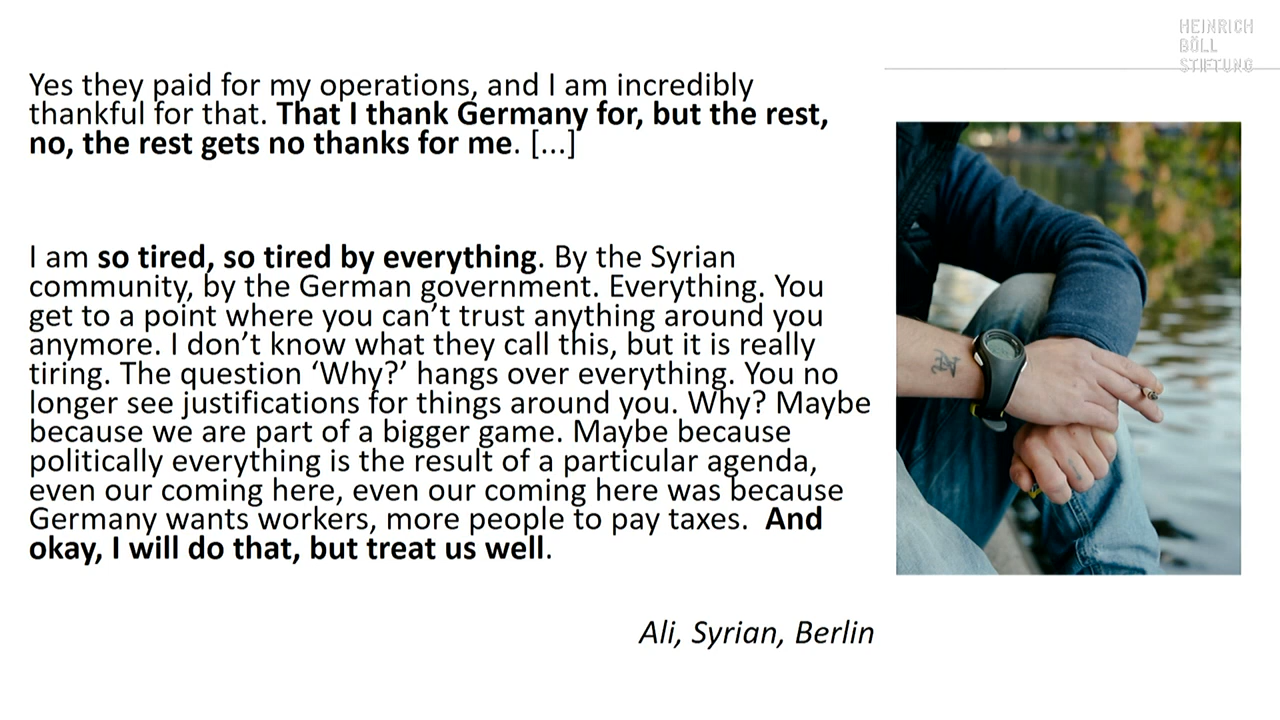 HEINRICH
BÖLL
STIFTUNG
Yes they paid for my operations, and I am incredibly
thankful for that. That I thank Germany for, but the rest,
no, the rest gets no thanks for me. [...]
I am so tired, so tired by everything. By the Syrian
community, by the German government. Everything. You
get to a point where you can’t trust anything around you
anymore. I don’t know what they call this, but it is really
tiring. The question ‘Why?’ hangs over everything. You no
longer see justifications for things around you. Why? Maybe
because we are part of a bigger game. Maybe because
politically everything is the result of a particular agenda,
even our coming here, even our coming here was because
Germany wants workers, more people to pay taxes. And
okay, I will do that, but treat us well.
Ali, Syrian, Berlin